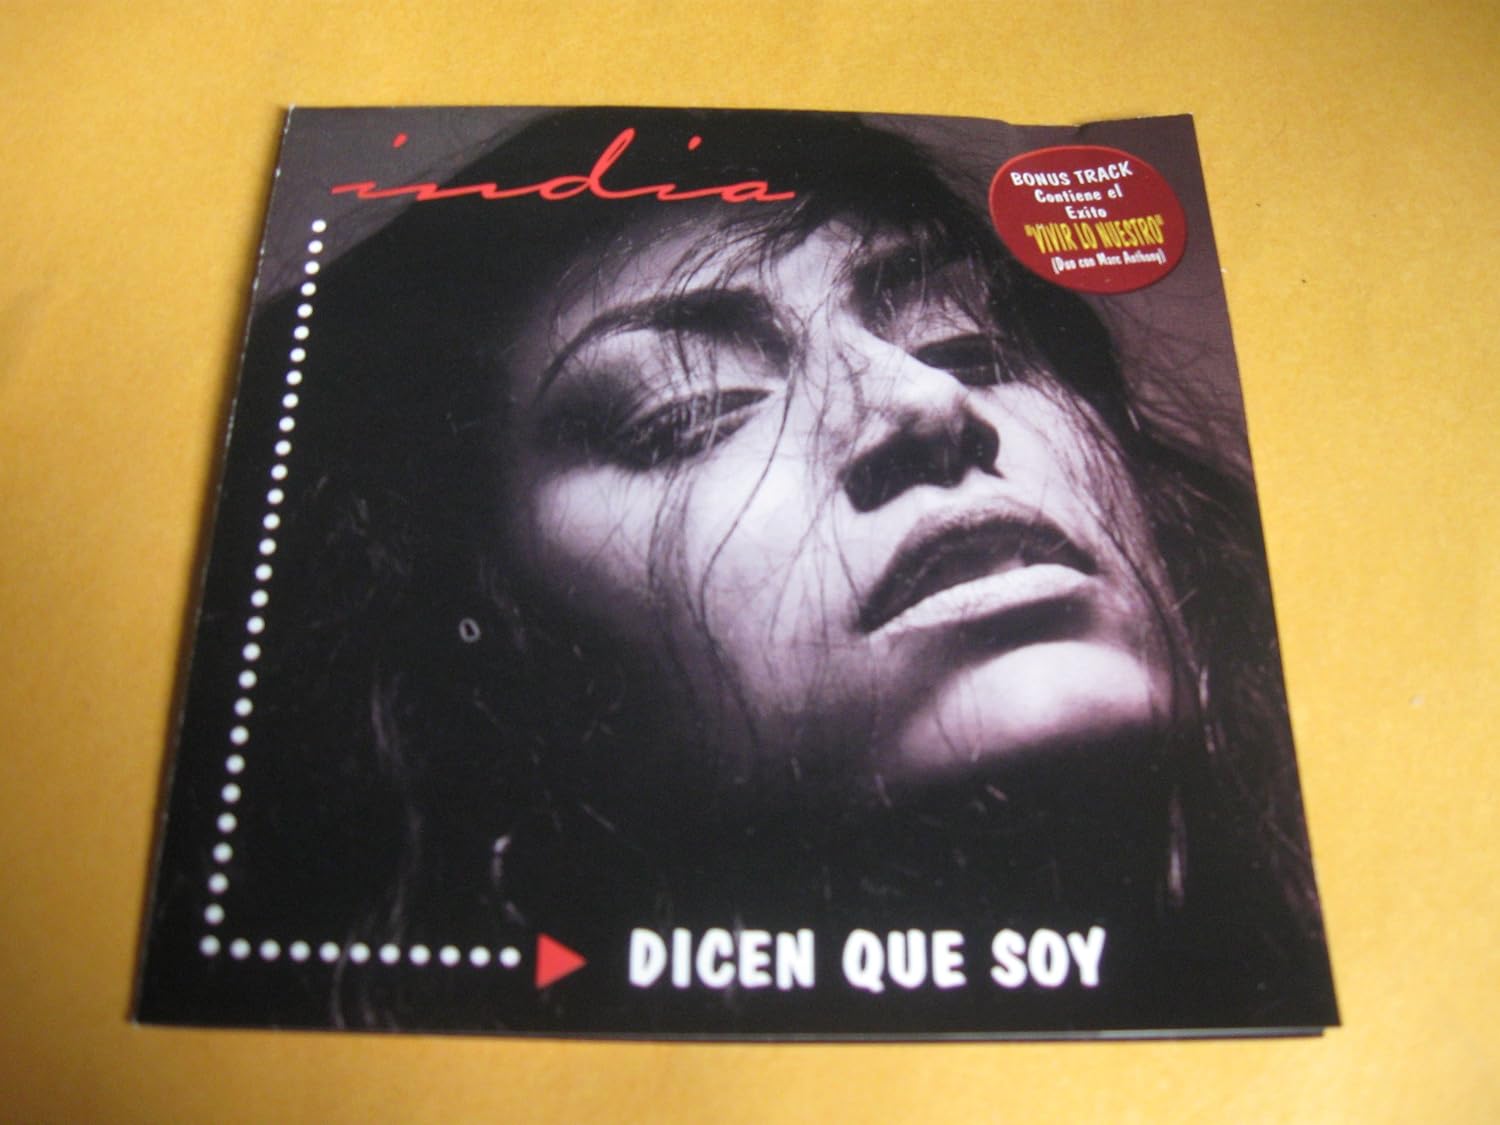 india
BONUS TRACK
Contiene el
Exito
"VIVIR LO NUESTRO"
(Duo con Marc Anthony)
DICEN QUE SOY